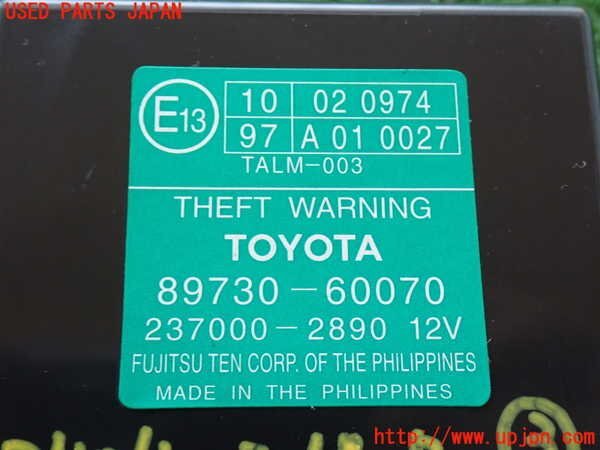 USED PARTS JAPAN
E13
10 02 0974
97 A 01 0027
TALM-003
THEFT WARNING
TOYOTA
89730-60070
237000-2890 12V
FUJITSU TEN CORP. OF THE PHILIPPINES
MADE IN THE PHILIPPINES
http://www.upjpn.com/